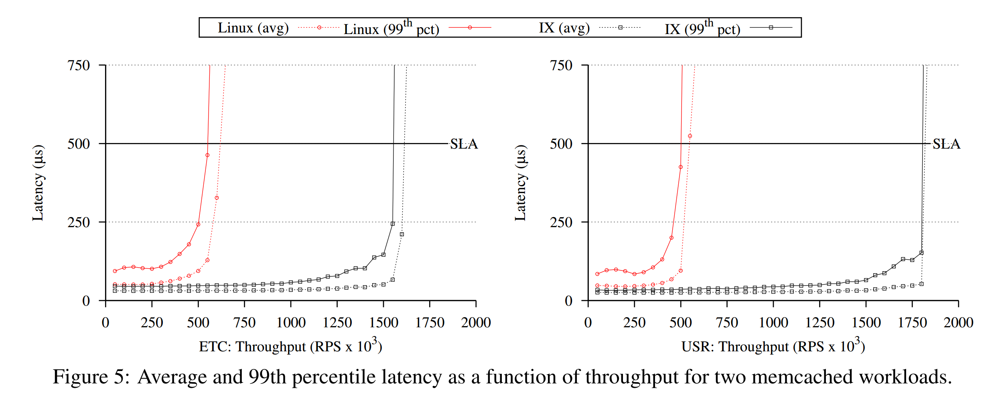 Linux (avg) Linux (99th pct) IX (avg) IX (99th pct)
750
500
250
0
Latency (µs)
SLA
0 250 500 750 1000 1250 1500 1750 2000
ETC: Throughput (RPS x 10³)
750
500
250
0
Latency (µs)
SLA
0 250 500 750 1000 1250 1500 1750 2000
USR: Throughput (RPS x 10³)
Figure 5: Average and 99th percentile latency as a function of throughput for two memcached workloads.